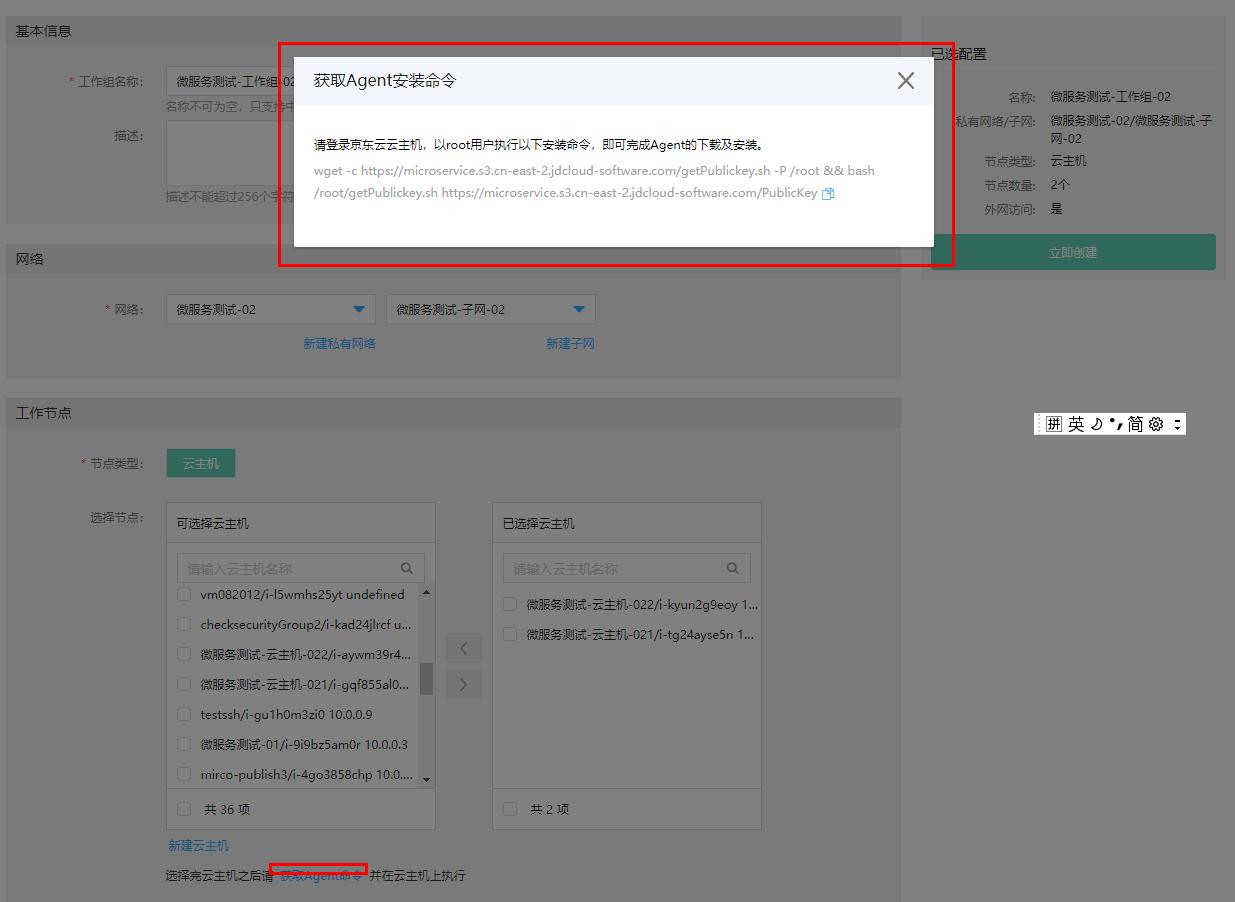 基本信息
* 工作组名称:
微服务测试-工作组-02
名称不可为空，只支持中
描述:
描述不能超过256个字符
获取Agent安装命令
请登录京东云云主机，以root用户执行以下安装命令，即可完成Agent的下载及安装。
wget -c https://microservice.s3.cn-east-2.jdcloud-software.com/getPublickey.sh -P /root && bash
/root/getPublickey.sh https://microservice.s3.cn-east-2.jdcloud-software.com/PublicKey
已选配置
名称: 微服务测试-工作组-02
私有网络/子网: 微服务测试-02/微服务测试-子
网-02
节点类型: 云主机
节点数量: 2个
外网访问: 是
立即创建
网络
* 网络: 微服务测试-02 微服务测试-子网-02
新建私有网络 新建子网
工作节点
* 节点类型: 云主机
选择节点:
可选择云主机
请输入云主机名称
vm082012/i-l5wmhs25yt undefined
checksecurityGroup2/i-kad24jlrcf u...
微服务测试-云主机-022/i-aywm39r4...
微服务测试-云主机-021/i-gqf855al0...
testssh/i-gu1h0m3zi0 10.0.0.9
微服务测试-01/i-9i9bz5am0r 10.0.0.3
mirco-publish3/i-4go3858chp 10.0....
共 36 项
已选择云主机
请输入云主机名称
微服务测试-云主机-022/i-kyun2g9eoy 1...
微服务测试-云主机-021/i-tg24ayse5n 1...
共 2 项
新建云主机
选择完云主机之后请 获取Agent命令 并在云主机上执行
拼 英 简